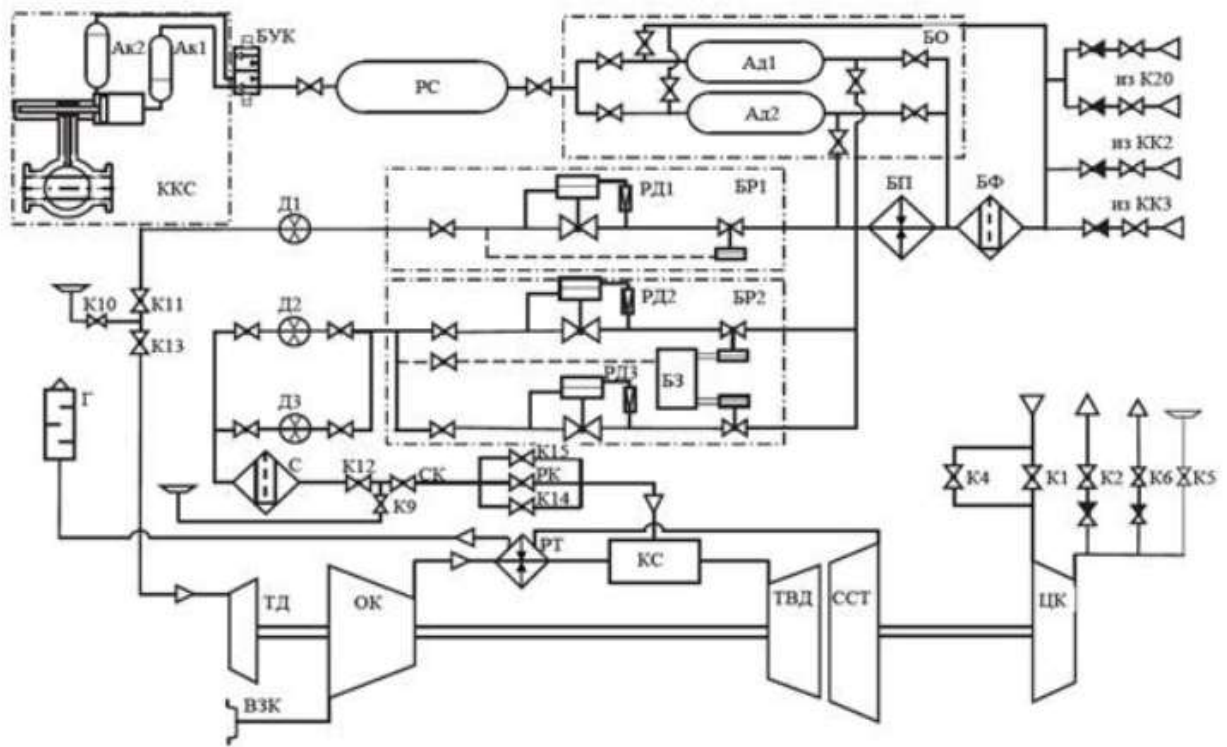 Ак2
Ак1
БУК
РС
Ад1
Ад2
БО
из К20
из КК2
из КК3
ККС
БП
БФ
РД1
БР1
Д1
К10
К11
К13
Д2
РД2
БР2
РД3
БЗ
Г
Д3
С
К12
СК
К15
РК
К14
К9
К4
К1
К2
К6
К5
РТ
КС
ТД
ОК
ТВД
ССТ
ЦК
ВЗК